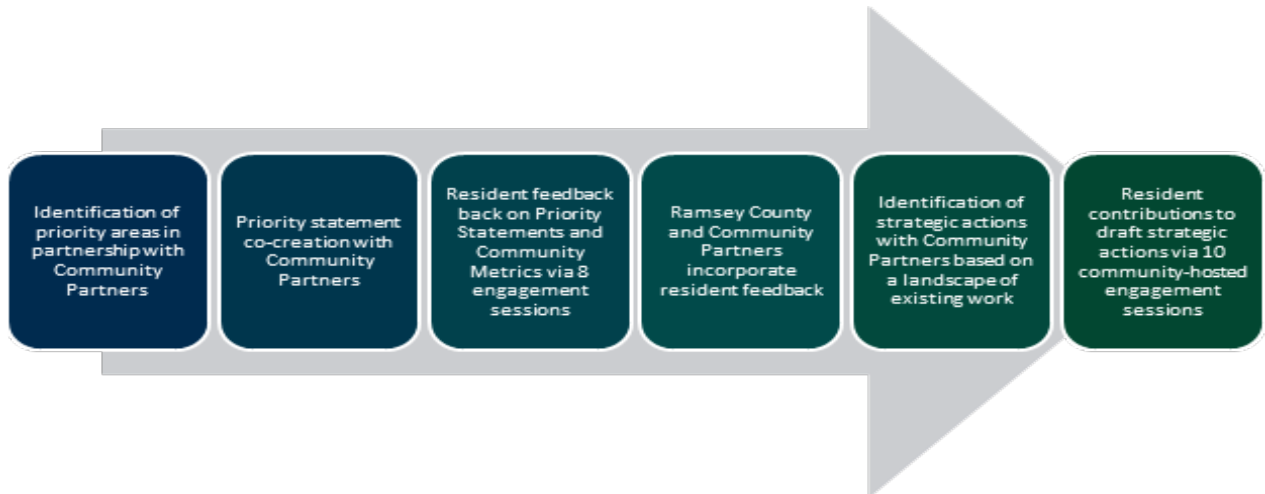 Identification of
priority areas in
partnership with
Community
Partners
Priority statement
co-creation with
Community
Partners
Resident feedback
back on Priority
Statements and
Community
Metrics via 8
engagement
sessions
Ramsey County
and Community
Partners
incorporate
resident feedback
Identification of
strategic actions
with Community
Partners based on
a landscape of
existing work
Resident
contributions to
draft strategic
actions via 10
community-hosted
engagement
sessions